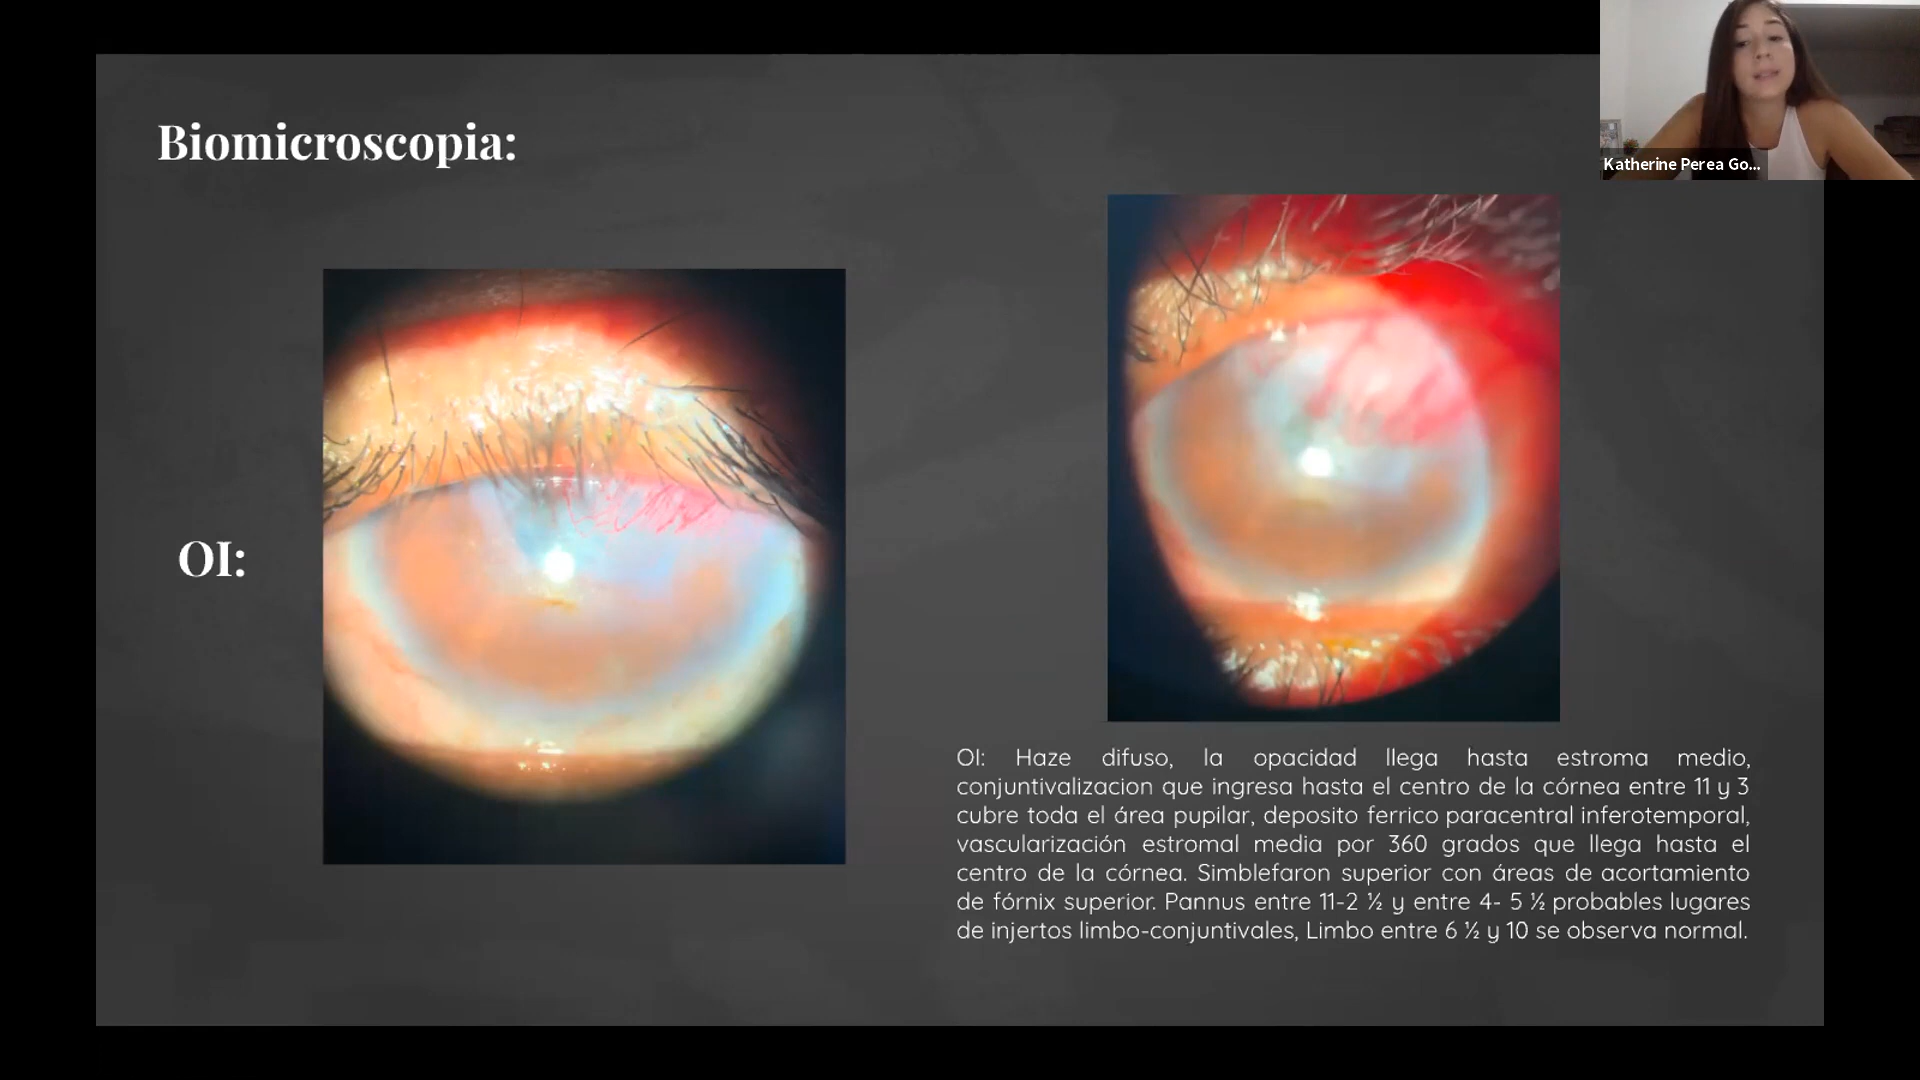 Biomicroscopia:
Katherine Perea Go...
OI:
OI: Haze difuso, la opacidad llega hasta estroma medio,
conjuntivalizacion que ingresa hasta el centro de la córnea entre 11 y 3
cubre toda el área pupilar, deposito ferrico paracentral inferotemporal,
vascularización estromal media por 360 grados que llega hasta el
centro de la córnea. Simblefaron superior con áreas de acortamiento
de fórnix superior. Pannus entre 11-2 ½ y entre 4- 5 ½ probables lugares
de injertos limbo-conjuntivales, Limbo entre 6 ½ y 10 se observa normal.